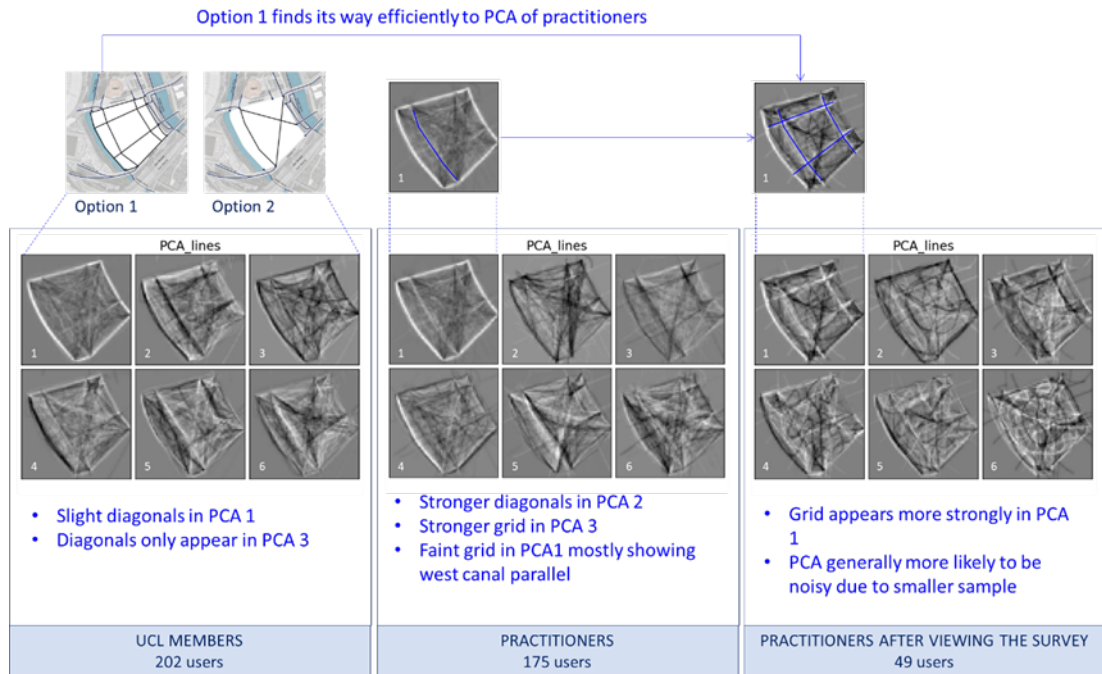 Option 1 finds its way efficiently to PCA of practitioners
1
1
Option 1
Option 2
PCA_lines
1
2
3
4
5
6
• Slight diagonals in PCA 1
• Diagonals only appear in PCA 3
UCL MEMBERS
202 users
PCA_lines
1
2
3
4
5
6
• Stronger diagonals in PCA 2
• Stronger grid in PCA 3
• Faint grid in PCA1 mostly showing
west canal parallel
PRACTITIONERS
175 users
PCA_lines
1
2
3
4
5
6
• Grid appears more strongly in PCA
1
• PCA generally more likely to be
noisy due to smaller sample
PRACTITIONERS AFTER VIEWING THE SURVEY
49 users